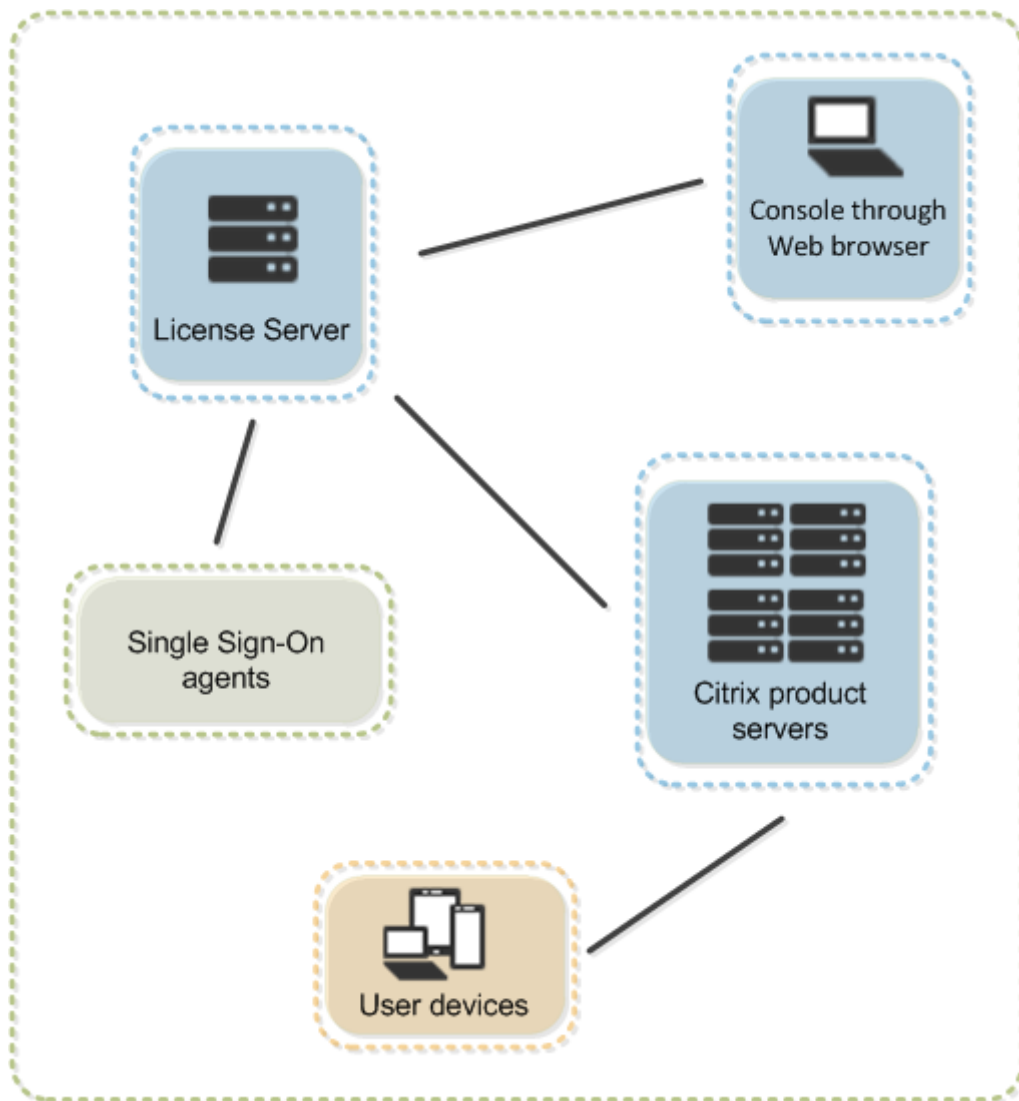 Console through
Web browser
License Server
Single Sign-On
agents
Citrix product
servers
User devices